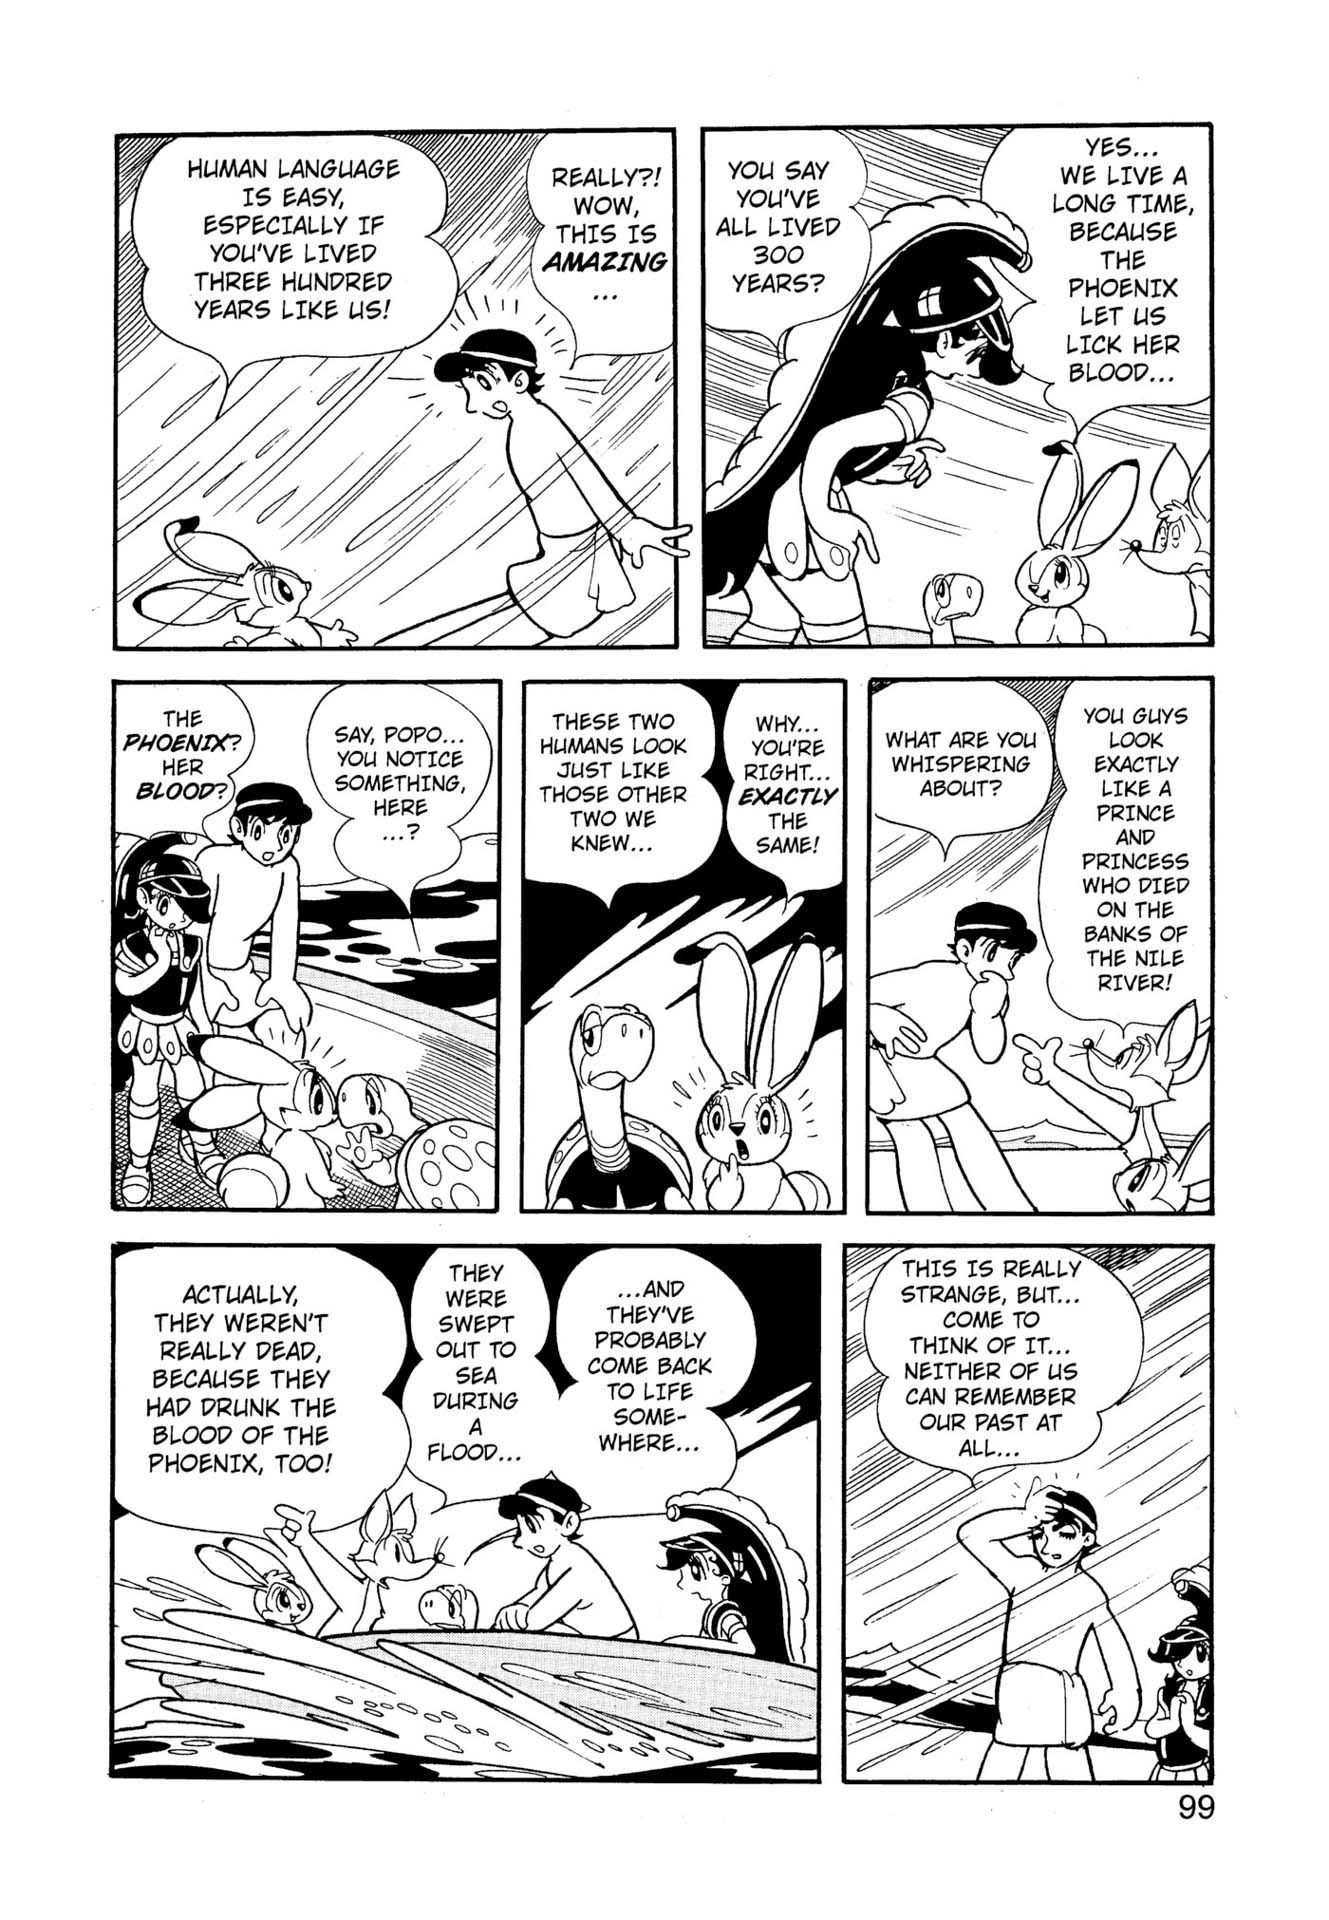 HUMAN LANGUAGE
IS EASY,
ESPECIALLY IF
YOU'VE LIVED
THREE HUNDRED
YEARS LIKE US!
REALLY?!
WOW,
THIS IS
AMAZING
...
YOU SAY
YOU'VE
ALL LIVED
300
YEARS?
YES...
WE LIVE A
LONG TIME,
BECAUSE
THE
PHOENIX
LET US
LICK HER
BLOOD...
THE
PHOENIX?
HER
BLOOD?
SAY, POPO...
YOU NOTICE
SOMETHING,
HERE
...?
THESE TWO
HUMANS LOOK
JUST LIKE
THOSE OTHER
TWO WE
KNEW...
WHY...
YOU'RE
RIGHT...
EXACTLY
THE
SAME!
WHAT ARE YOU
WHISPERING
ABOUT?
YOU GUYS
LOOK
EXACTLY
LIKE A
PRINCE
AND
PRINCESS
WHO DIED
ON THE
BANKS OF
THE NILE
RIVER!
ACTUALLY,
THEY WEREN'T
REALLY DEAD,
BECAUSE THEY
HAD DRUNK THE
BLOOD OF THE
PHOENIX, TOO!
THEY
WERE
SWEPT
OUT TO
SEA
DURING
A
FLOOD...
...AND
THEY'VE
PROBABLY
COME BACK
TO LIFE
SOME-
WHERE...
THIS IS REALLY
STRANGE, BUT...
COME TO
THINK OF IT...
NEITHER OF US
CAN REMEMBER
OUR PAST AT
ALL...
99